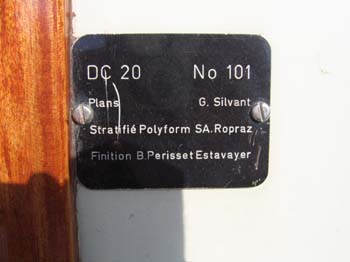 DC 20 No 101
Plans G. Silvant
Stratifié Polyform SA.Ropraz
Finition B.Perisset Estavayer